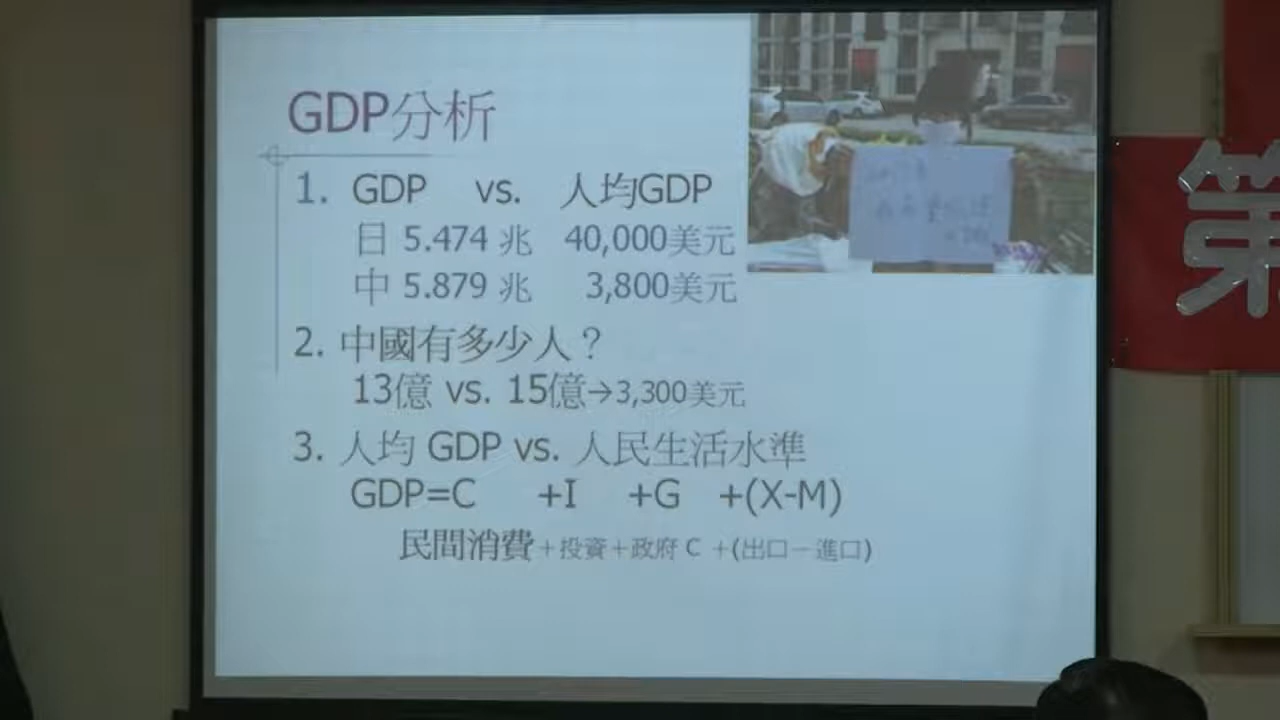 GDP分析
1. GDP vs. 人均GDP
日 5.474 兆 40,000美元
中 5.879 兆 3,800美元
2. 中國有多少人？
13億 vs. 15億→3,300美元
3. 人均 GDP vs. 人民生活水準
GDP=C +I +G +(X-M)
民間消費＋投資＋政府 C ＋(出口－進口)
第